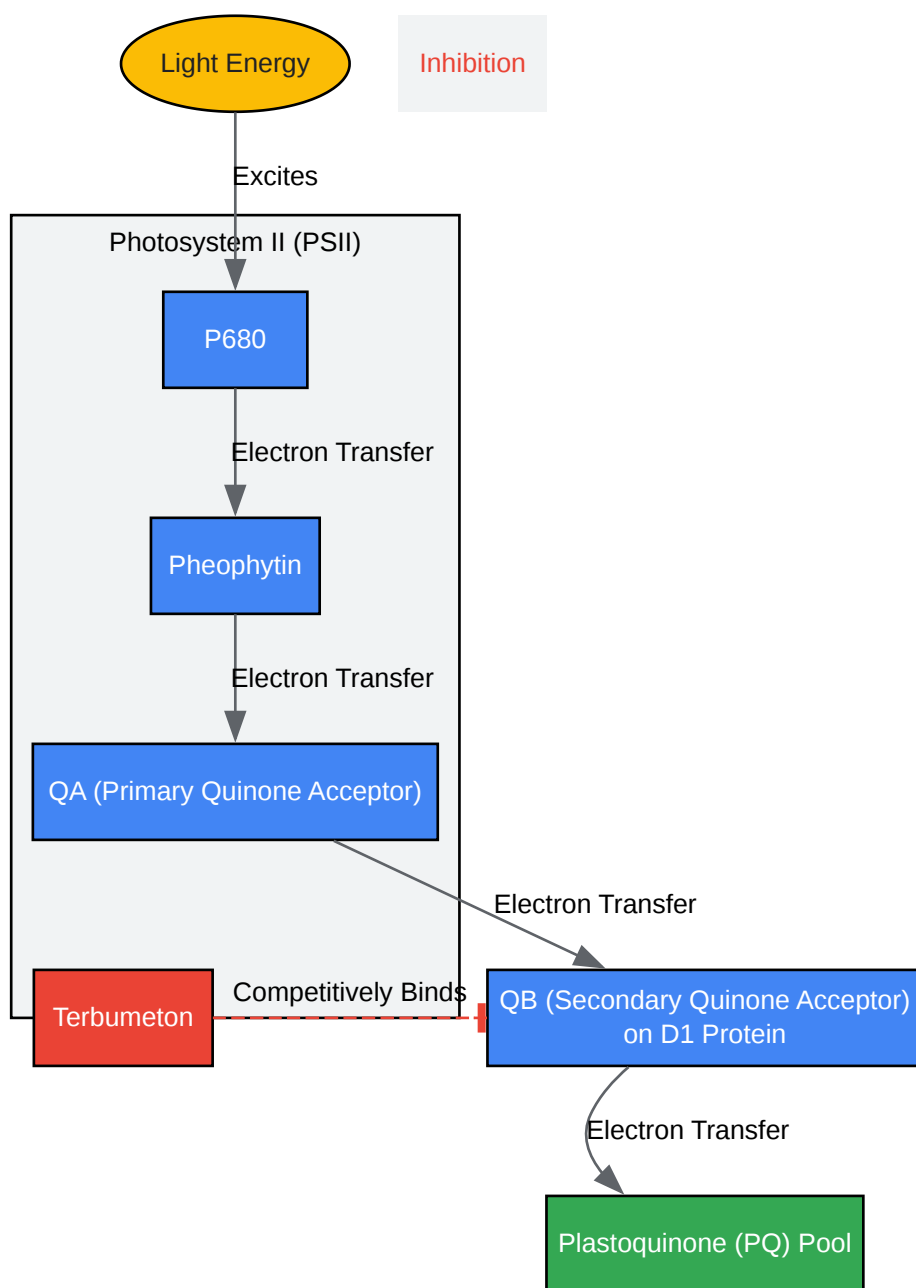 Light Energy
Inhibition
Excites
Photosystem II (PSII)
P680
Electron Transfer
Pheophytin
Electron Transfer
QA (Primary Quinone Acceptor)
Electron Transfer
Terbumeton
Competitively Binds
QB (Secondary Quinone Acceptor)
on D1 Protein
Electron Transfer
Plastoquinone (PQ) Pool